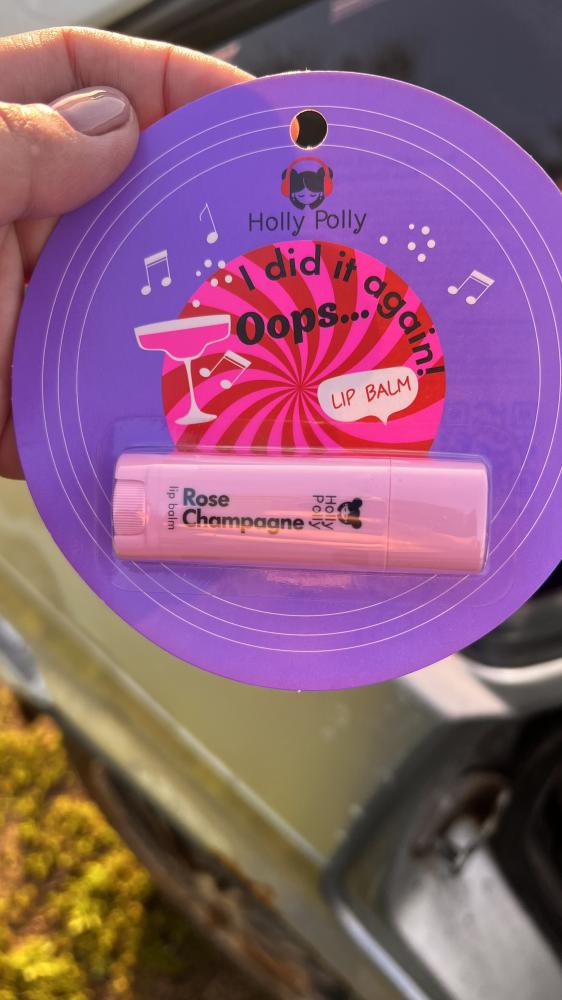 Holly Polly
Oops...
I did it again!
LIP BALM
Rose
Champagne
lip balm
Holly
Polly